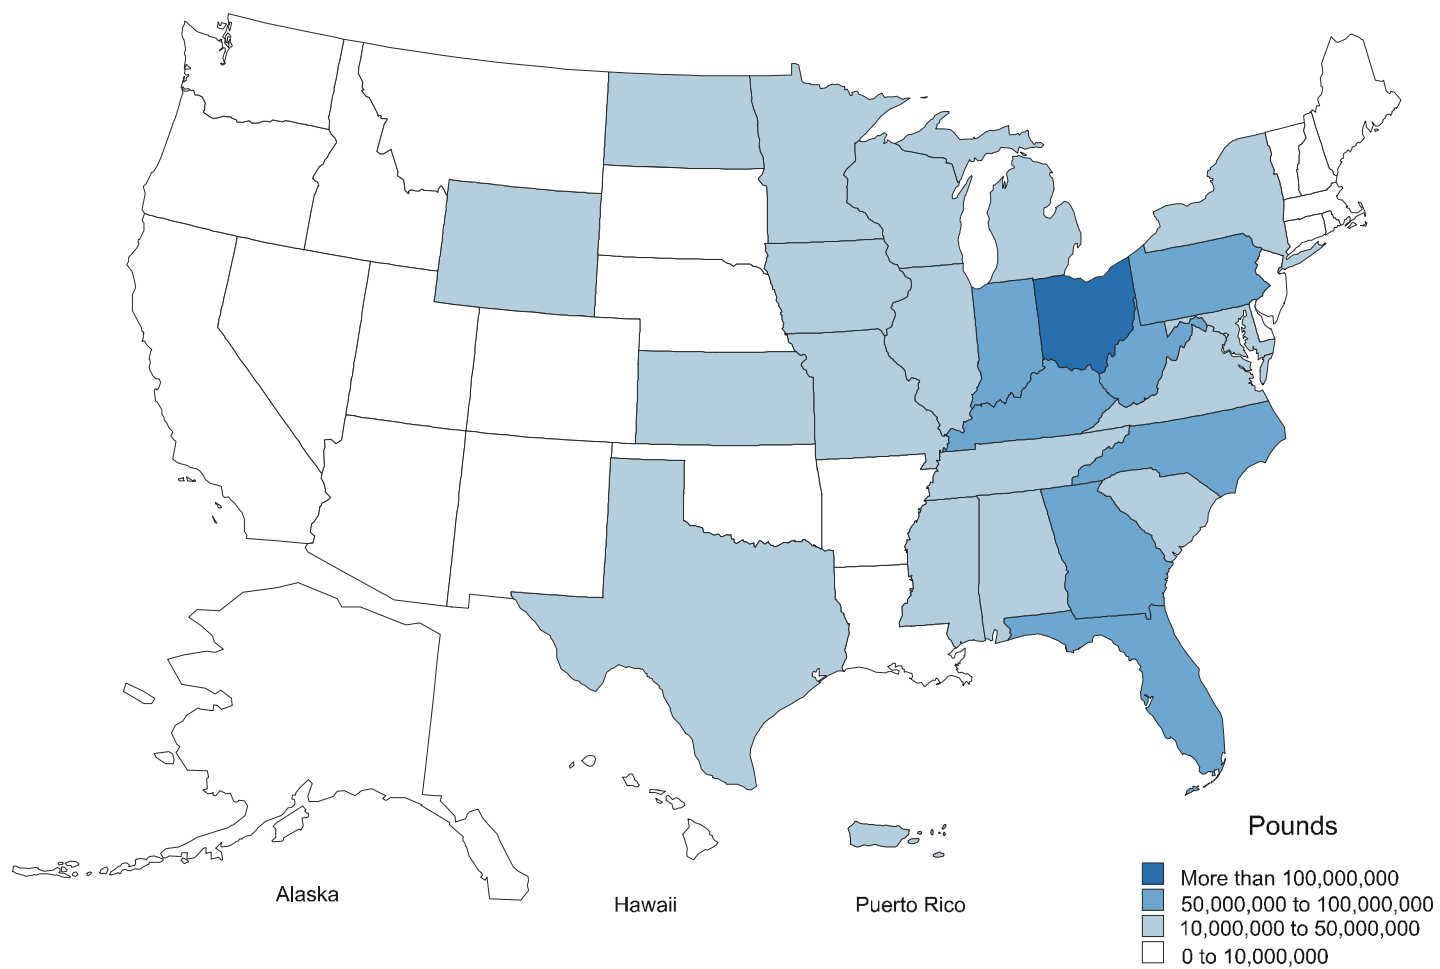 Alaska
Hawaii
Puerto Rico
Pounds
More than 100,000,000
50,000,000 to 100,000,000
10,000,000 to 50,000,000
0 to 10,000,000